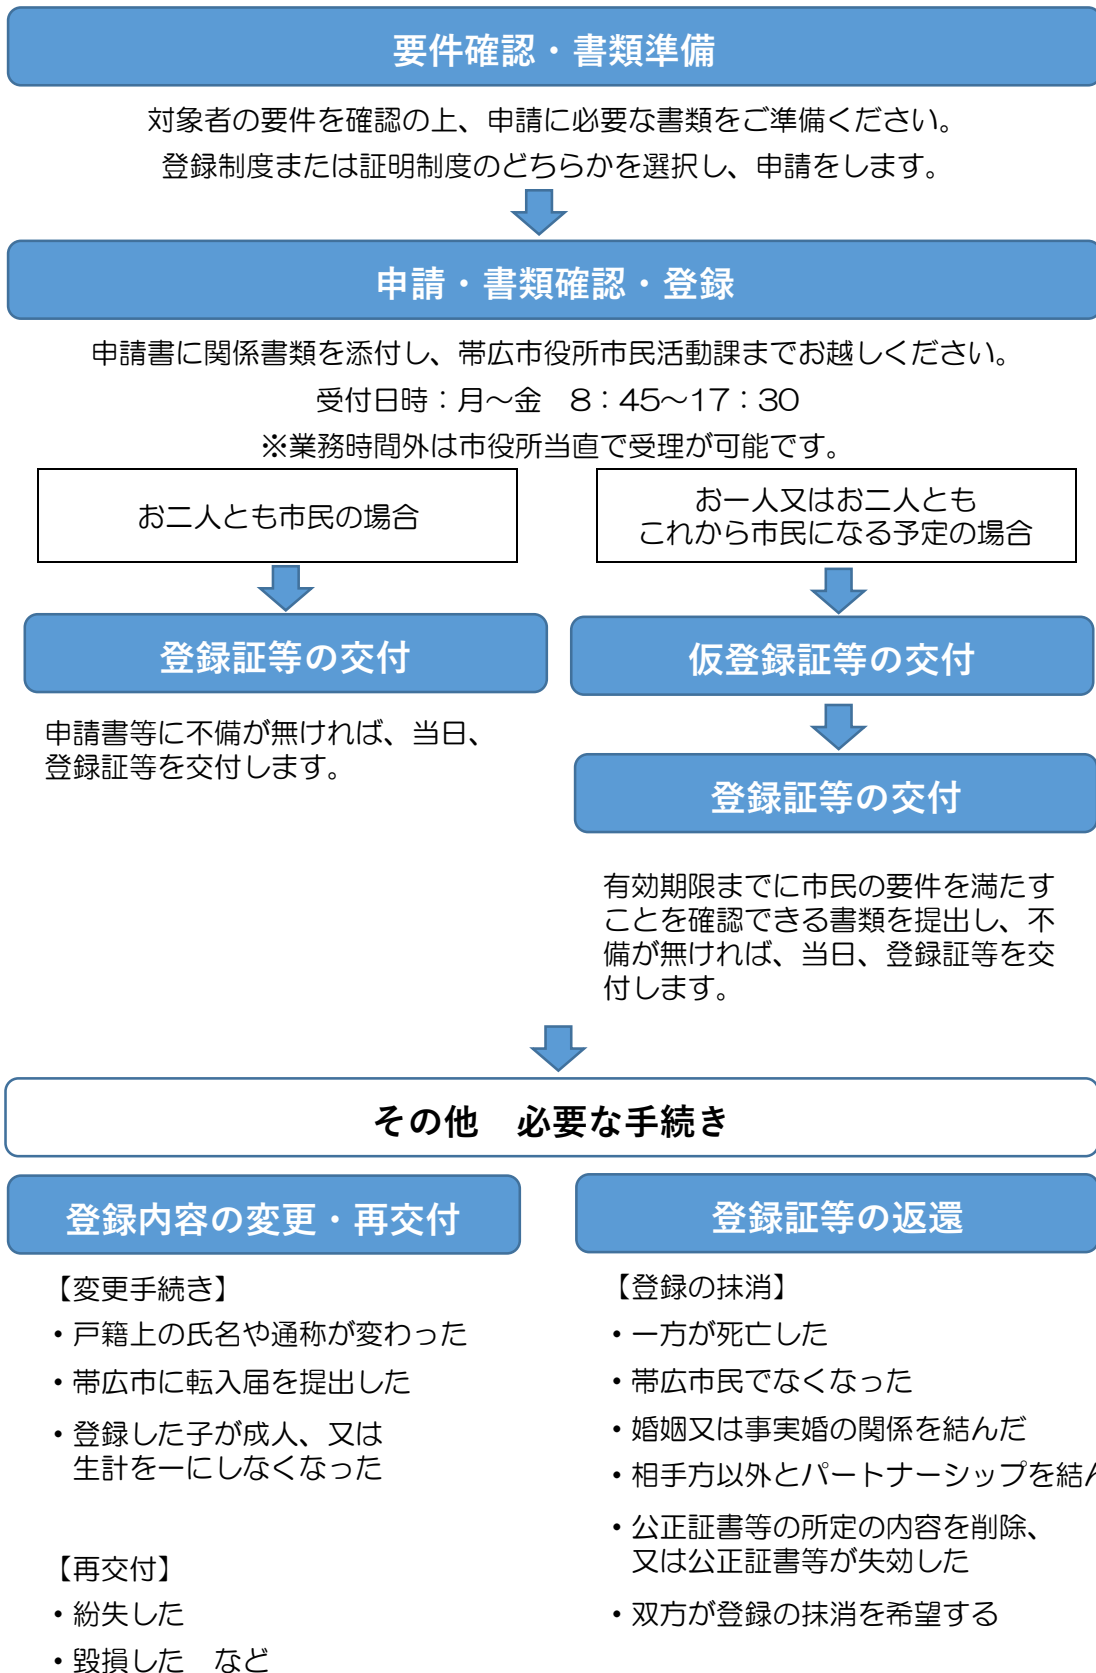 要件確認・書類準備
対象者の要件を確認の上、申請に必要な書類をご準備ください。
登録制度または証明制度のどちらかを選択し、申請をします。
申請・書類確認・登録
申請書に関係書類を添付し、帯広市役所市民活動課までお越しください。
受付日時：月～金　8：45～17：30
※業務時間外は市役所当直で受理が可能です。
お二人とも市民の場合
登録証等の交付
申請書等に不備が無ければ、当日、
登録証等を交付します。
お一人又はお二人とも
これから市民になる予定の場合
仮登録証等の交付
登録証等の交付
有効期限までに市民の要件を満たす
ことを確認できる書類を提出し、不
備が無ければ、当日、登録証等を交
付します。
その他　必要な手続き
登録内容の変更・再交付
【変更手続き】
・戸籍上の氏名や通称が変わった
・帯広市に転入届を提出した
・登録した子が成人、又は
生計を一にしなくなった
【再交付】
・紛失した
・毀損した　など
登録証等の返還
【登録の抹消】
・一方が死亡した
・帯広市民でなくなった
・婚姻又は事実婚の関係を結んだ
・相手方以外とパートナーシップを結ん
・公正証書等の所定の内容を削除、
又は公正証書等が失効した
・双方が登録の抹消を希望する